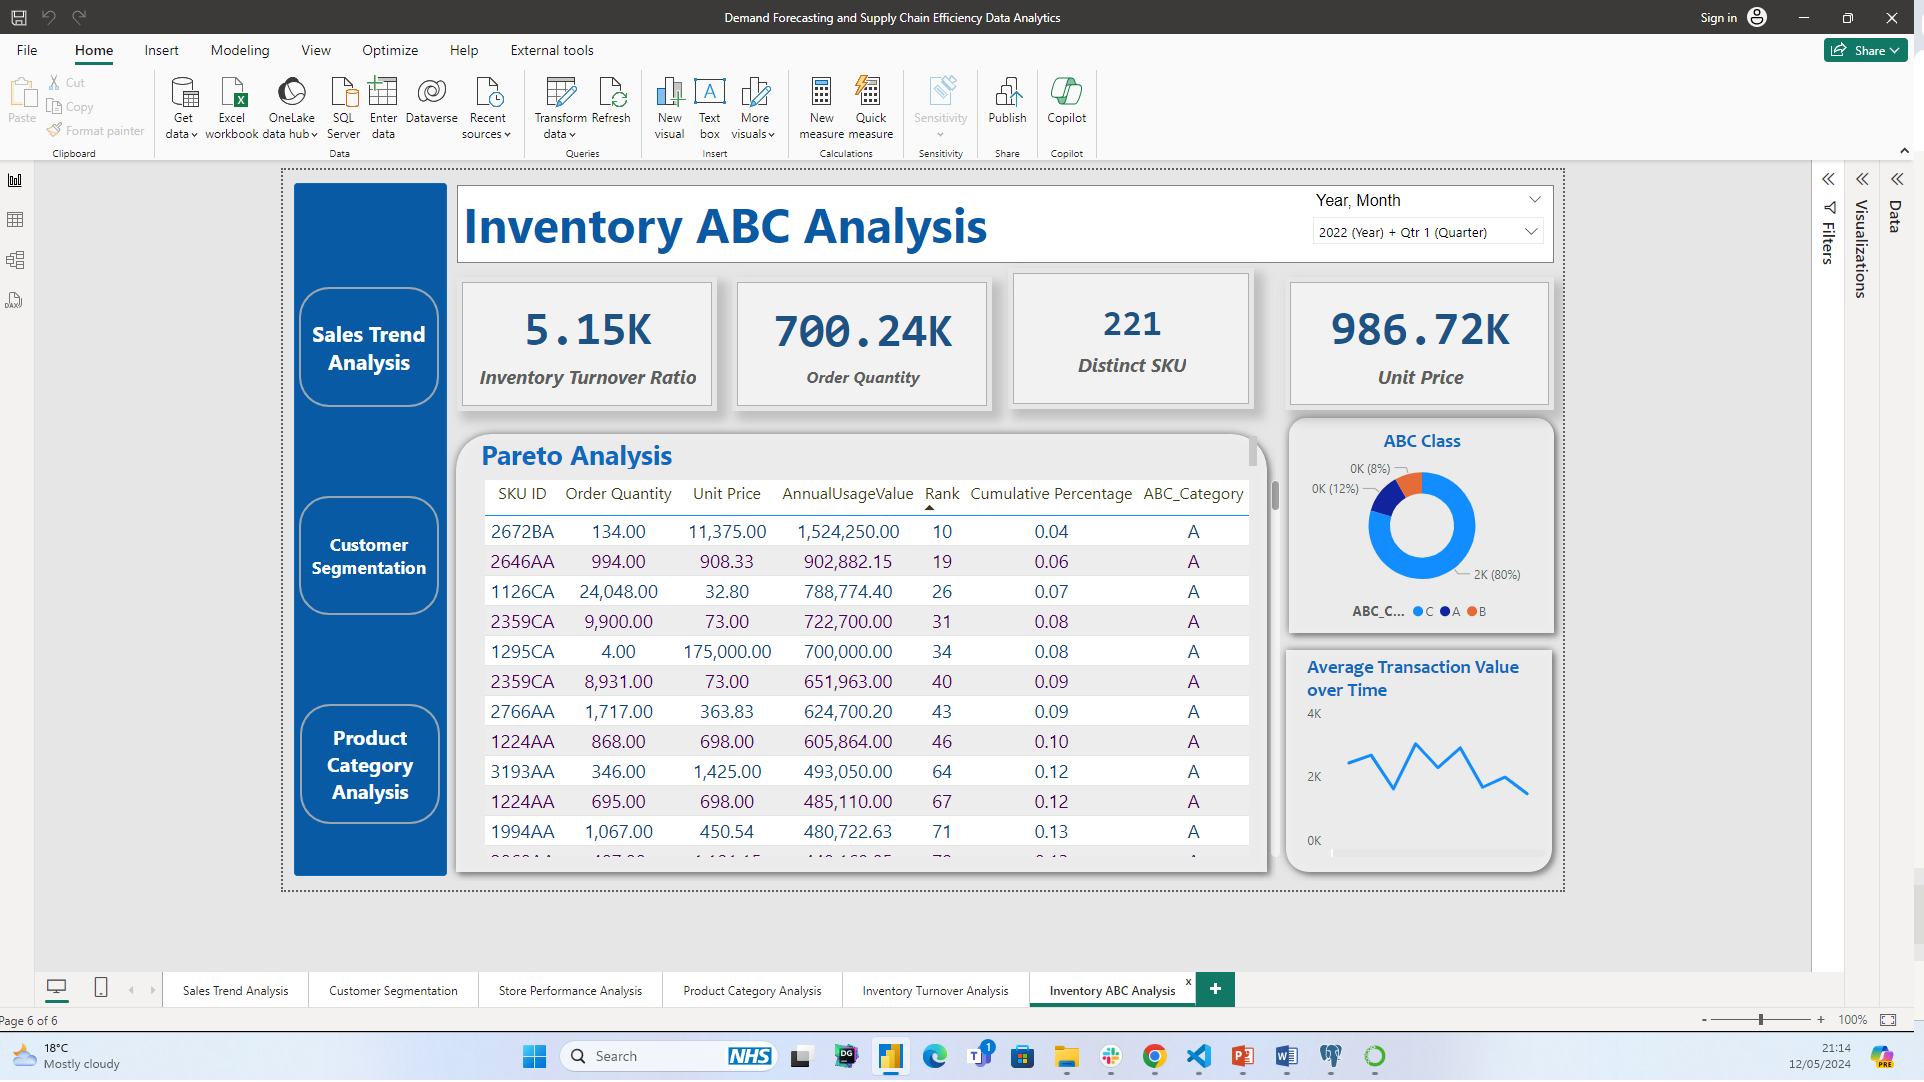 Demand Forecasting and Supply Chain Efficiency Data Analytics
Sign in
File Home Insert Modeling View Optimize Help External tools
Share
Paste
Cut
Copy
Format painter
Clipboard
Get data
Excel workbook
OneLake data hub
SQL Server
Enter data
Dataverse
Recent sources
Data
Transform data
Refresh
Queries
New visual
Text box
More visuals
Insert
New measure
Quick measure
Calculations
Sensitivity
Sensitivity
Publish
Share
Copilot
Copilot
Filters
Visualizations
Data
Sales Trend
Analysis
Customer
Segmentation
Product
Category
Analysis
Inventory ABC Analysis
Year, Month
2022 (Year) + Qtr 1 (Quarter)
5.15K
Inventory Turnover Ratio
700.24K
Order Quantity
221
Distinct SKU
986.72K
Unit Price
Pareto Analysis
SKU ID Order Quantity Unit Price AnnualUsageValue Rank Cumulative Percentage ABC_Category
2672BA 134.00 11,375.00 1,524,250.00 10 0.04 A
2646AA 994.00 908.33 902,882.15 19 0.06 A
1126CA 24,048.00 32.80 788,774.40 26 0.07 A
2359CA 9,900.00 73.00 722,700.00 31 0.08 A
1295CA 4.00 175,000.00 700,000.00 34 0.08 A
2359CA 8,931.00 73.00 651,963.00 40 0.09 A
2766AA 1,717.00 363.83 624,700.20 43 0.09 A
1224AA 868.00 698.00 605,864.00 46 0.10 A
3193AA 346.00 1,425.00 493,050.00 64 0.12 A
1224AA 695.00 698.00 485,110.00 67 0.12 A
1994AA 1,067.00 450.54 480,722.63 71 0.13 A
ABC Class
0K (8%)
0K (12%)
2K (80%)
ABC_C... C A B
Average Transaction Value
over Time
4K
2K
0K
Sales Trend Analysis
Customer Segmentation
Store Performance Analysis
Product Category Analysis
Inventory Turnover Analysis
Inventory ABC Analysis
x
+
Page 6 of 6
- + 100%
18°C
Mostly cloudy
Search
NHS
DG
1
21:14
12/05/2024
PRE